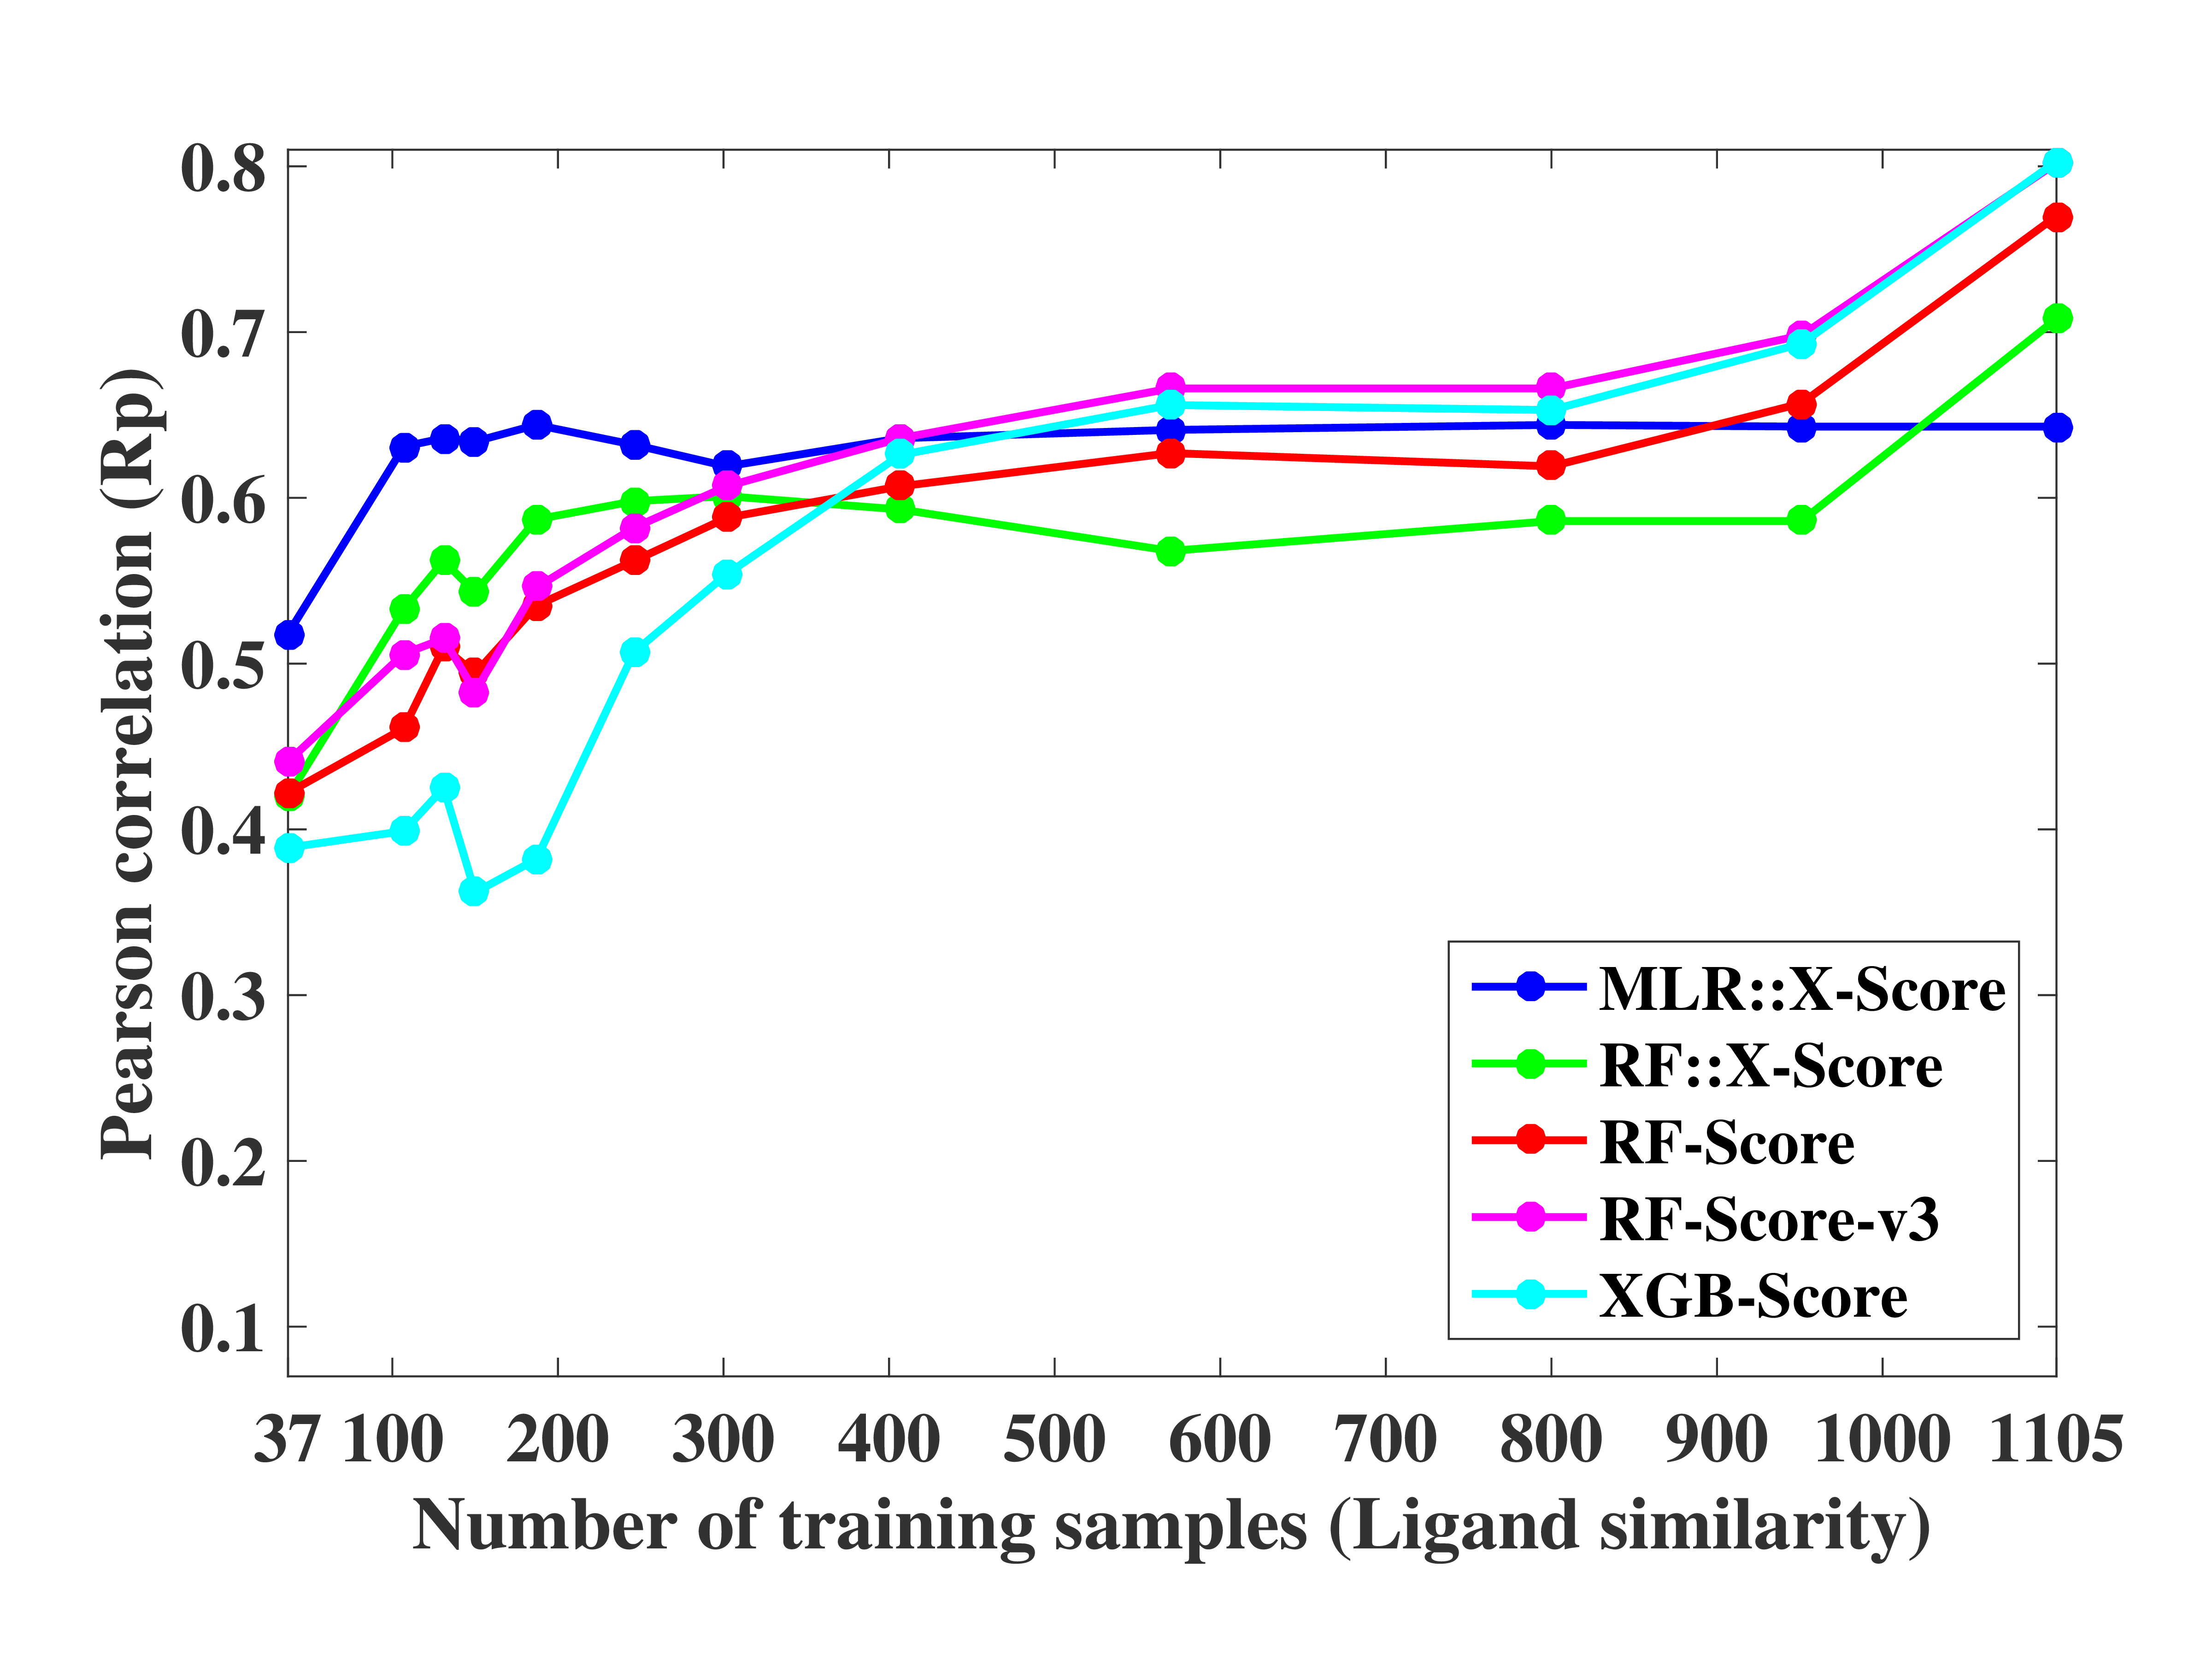 Pearson correlation (Rp)
0.8
0.7
0.6
0.5
0.4
0.3
0.2
0.1
MLR::X-Score
RF::X-Score
RF-Score
RF-Score-v3
XGB-Score
37 100 200 300 400 500 600 700 800 900 1000 1105
Number of training samples (Ligand similarity)